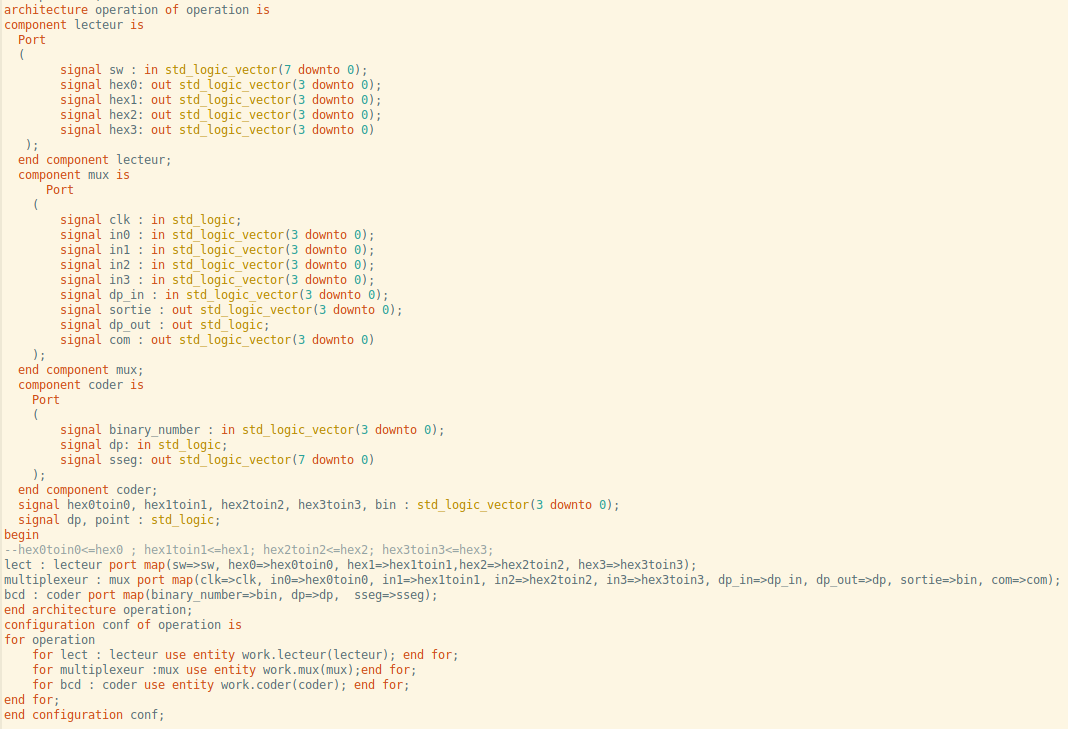 architecture operation of operation is
component lecteur is
  Port
  (
        signal sw : in std_logic_vector(7 downto 0);
        signal hex0: out std_logic_vector(3 downto 0);
        signal hex1: out std_logic_vector(3 downto 0);
        signal hex2: out std_logic_vector(3 downto 0);
        signal hex3: out std_logic_vector(3 downto 0)
   );
  end component lecteur;
  component mux is
      Port
    (
        signal clk : in std_logic;
        signal in0 : in std_logic_vector(3 downto 0);
        signal in1 : in std_logic_vector(3 downto 0);
        signal in2 : in std_logic_vector(3 downto 0);
        signal in3 : in std_logic_vector(3 downto 0);
        signal dp_in : in std_logic_vector(3 downto 0);
        signal sortie : out std_logic_vector(3 downto 0);
        signal dp_out : out std_logic;
        signal com : out std_logic_vector(3 downto 0)
    );
  end component mux;
  component coder is
    Port
    (
        signal binary_number : in std_logic_vector(3 downto 0);
        signal dp: in std_logic;
        signal sseg: out std_logic_vector(7 downto 0)
    );
  end component coder;
  signal hex0toin0, hex1toin1, hex2toin2, hex3toin3, bin : std_logic_vector(3 downto 0);
  signal dp, point : std_logic;
begin
--hex0toin0<=hex0 ; hex1toin1<=hex1; hex2toin2<=hex2; hex3toin3<=hex3;
lect : lecteur port map(sw=>sw, hex0=>hex0toin0, hex1=>hex1toin1,hex2=>hex2toin2, hex3=>hex3toin3);
multiplexeur : mux port map(clk=>clk, in0=>hex0toin0, in1=>hex1toin1, in2=>hex2toin2, in3=>hex3toin3, dp_in=>dp_in, dp_out=>dp, sortie=>bin, com=>com);
bcd : coder port map(binary_number=>bin, dp=>dp,  sseg=>sseg);
end architecture operation;
configuration conf of operation is
for operation
    for lect : lecteur use entity work.lecteur(lecteur); end for;
    for multiplexeur :mux use entity work.mux(mux);end for;
    for bcd : coder use entity work.coder(coder); end for;
end for;
end configuration conf;